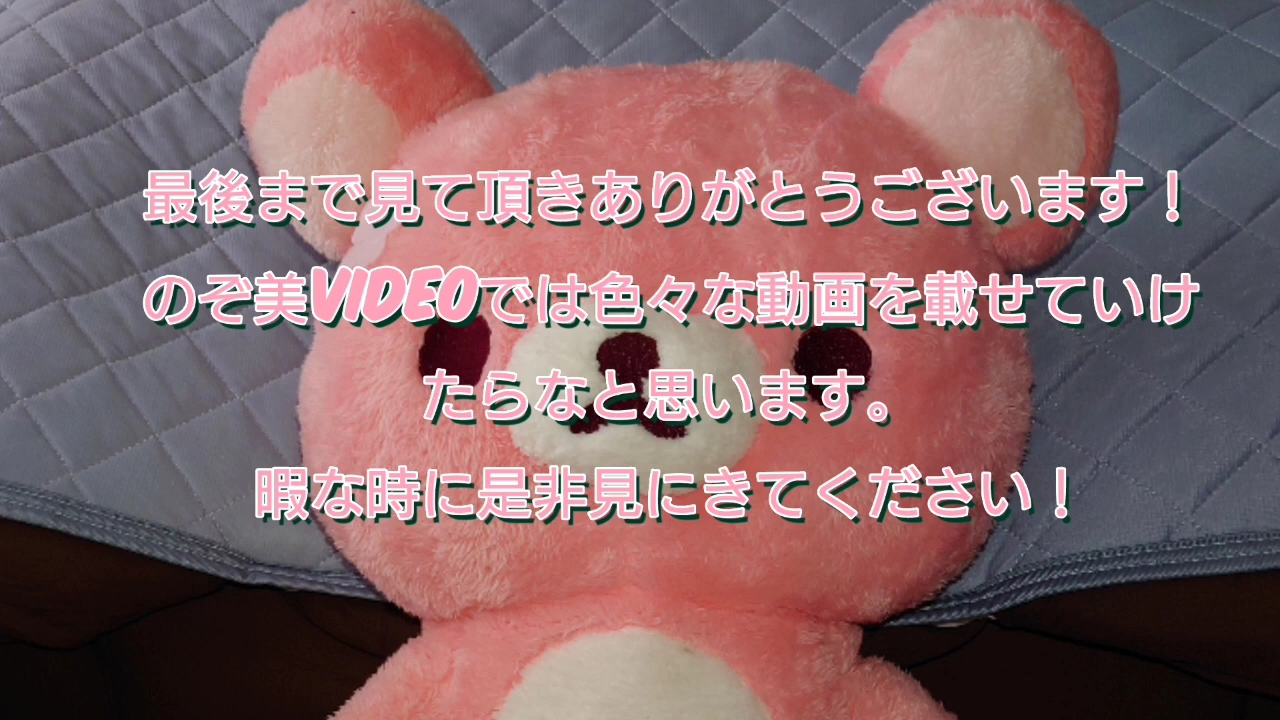 最後まで見て頂きありがとうございます！
のぞ美VIDEOでは色々な動画を載せていけ
たらなと思います。
暇な時に是非見にきてください！